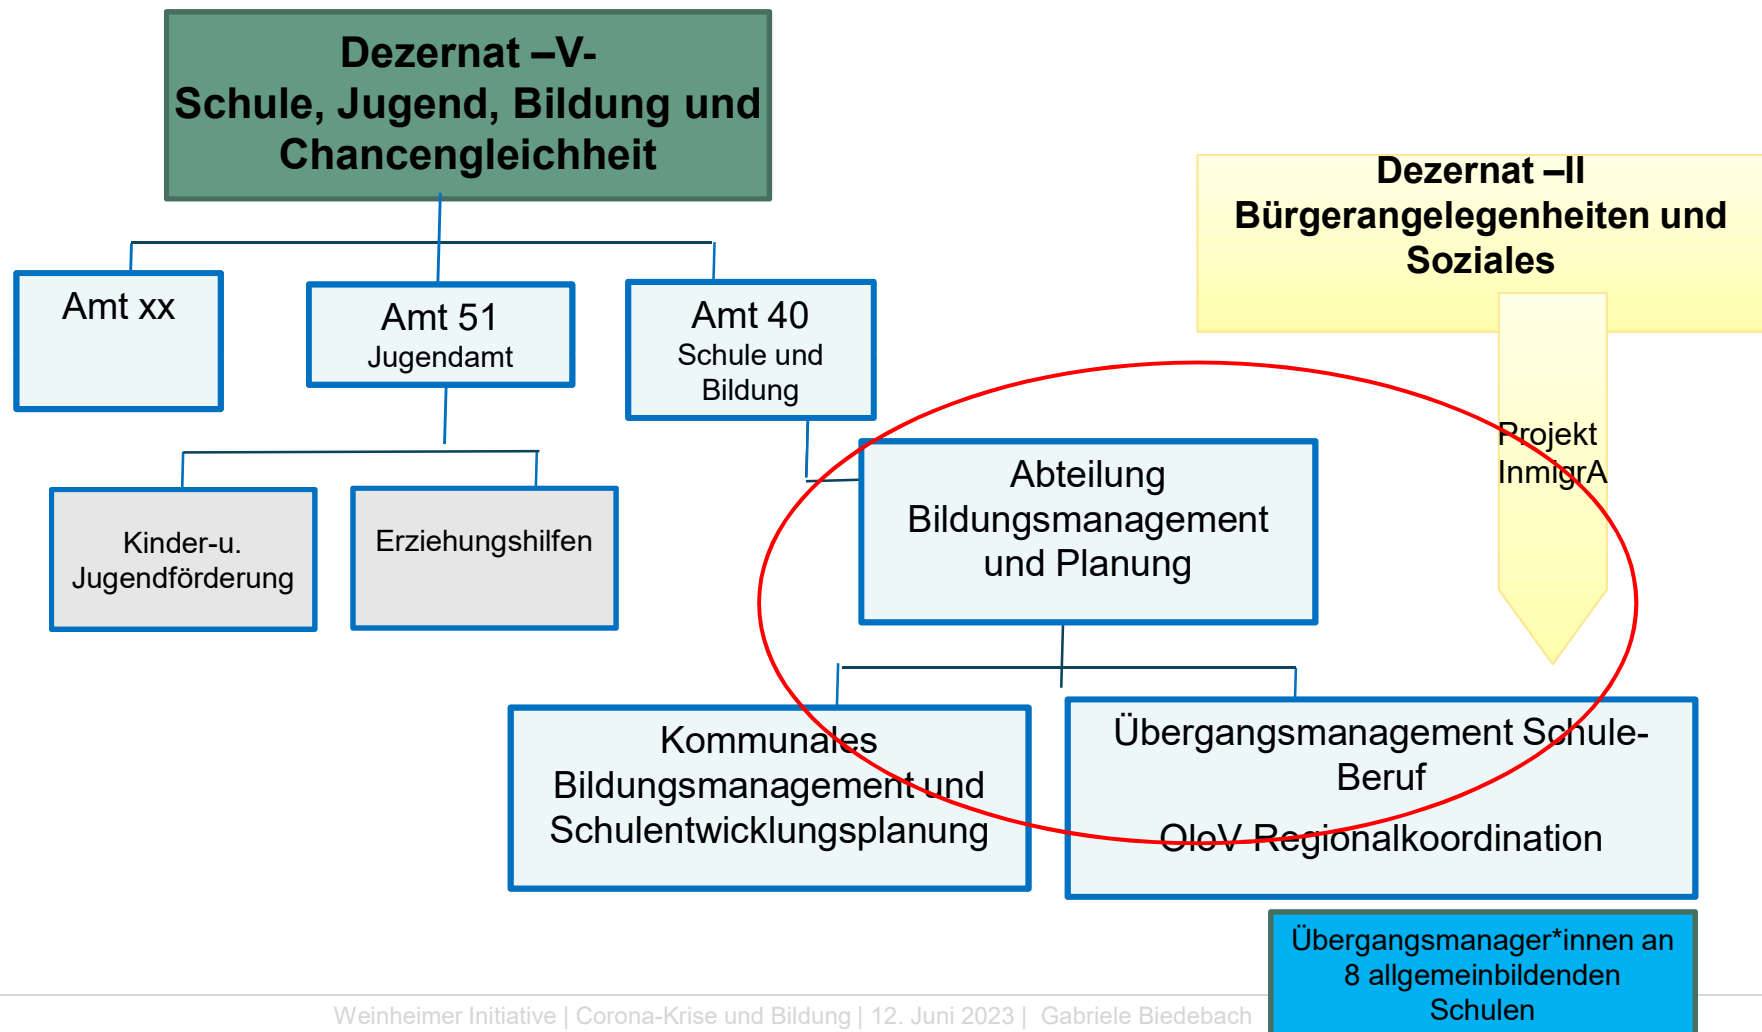 Dezernat –V-
Schule, Jugend, Bildung und
Chancengleichheit
Dezernat –II
Bürgerangelegenheiten und
Soziales
Amt xx
Amt 51
Jugendamt
Amt 40
Schule und
Bildung
Projekt
InmigrA
Abteilung
Bildungsmanagement
und Planung
Kinder-u.
Jugendförderung
Erziehungshilfen
Kommunales
Bildungsmanagement und
Schulentwicklungsplanung
Übergangsmanagement Schule-
Beruf
OloV Regionalkoordination
Übergangsmanager*innen an
8 allgemeinbildenden
Schulen
Weinheimer Initiative | Corona-Krise und Bildung | 12. Juni 2023 | Gabriele Biedebach